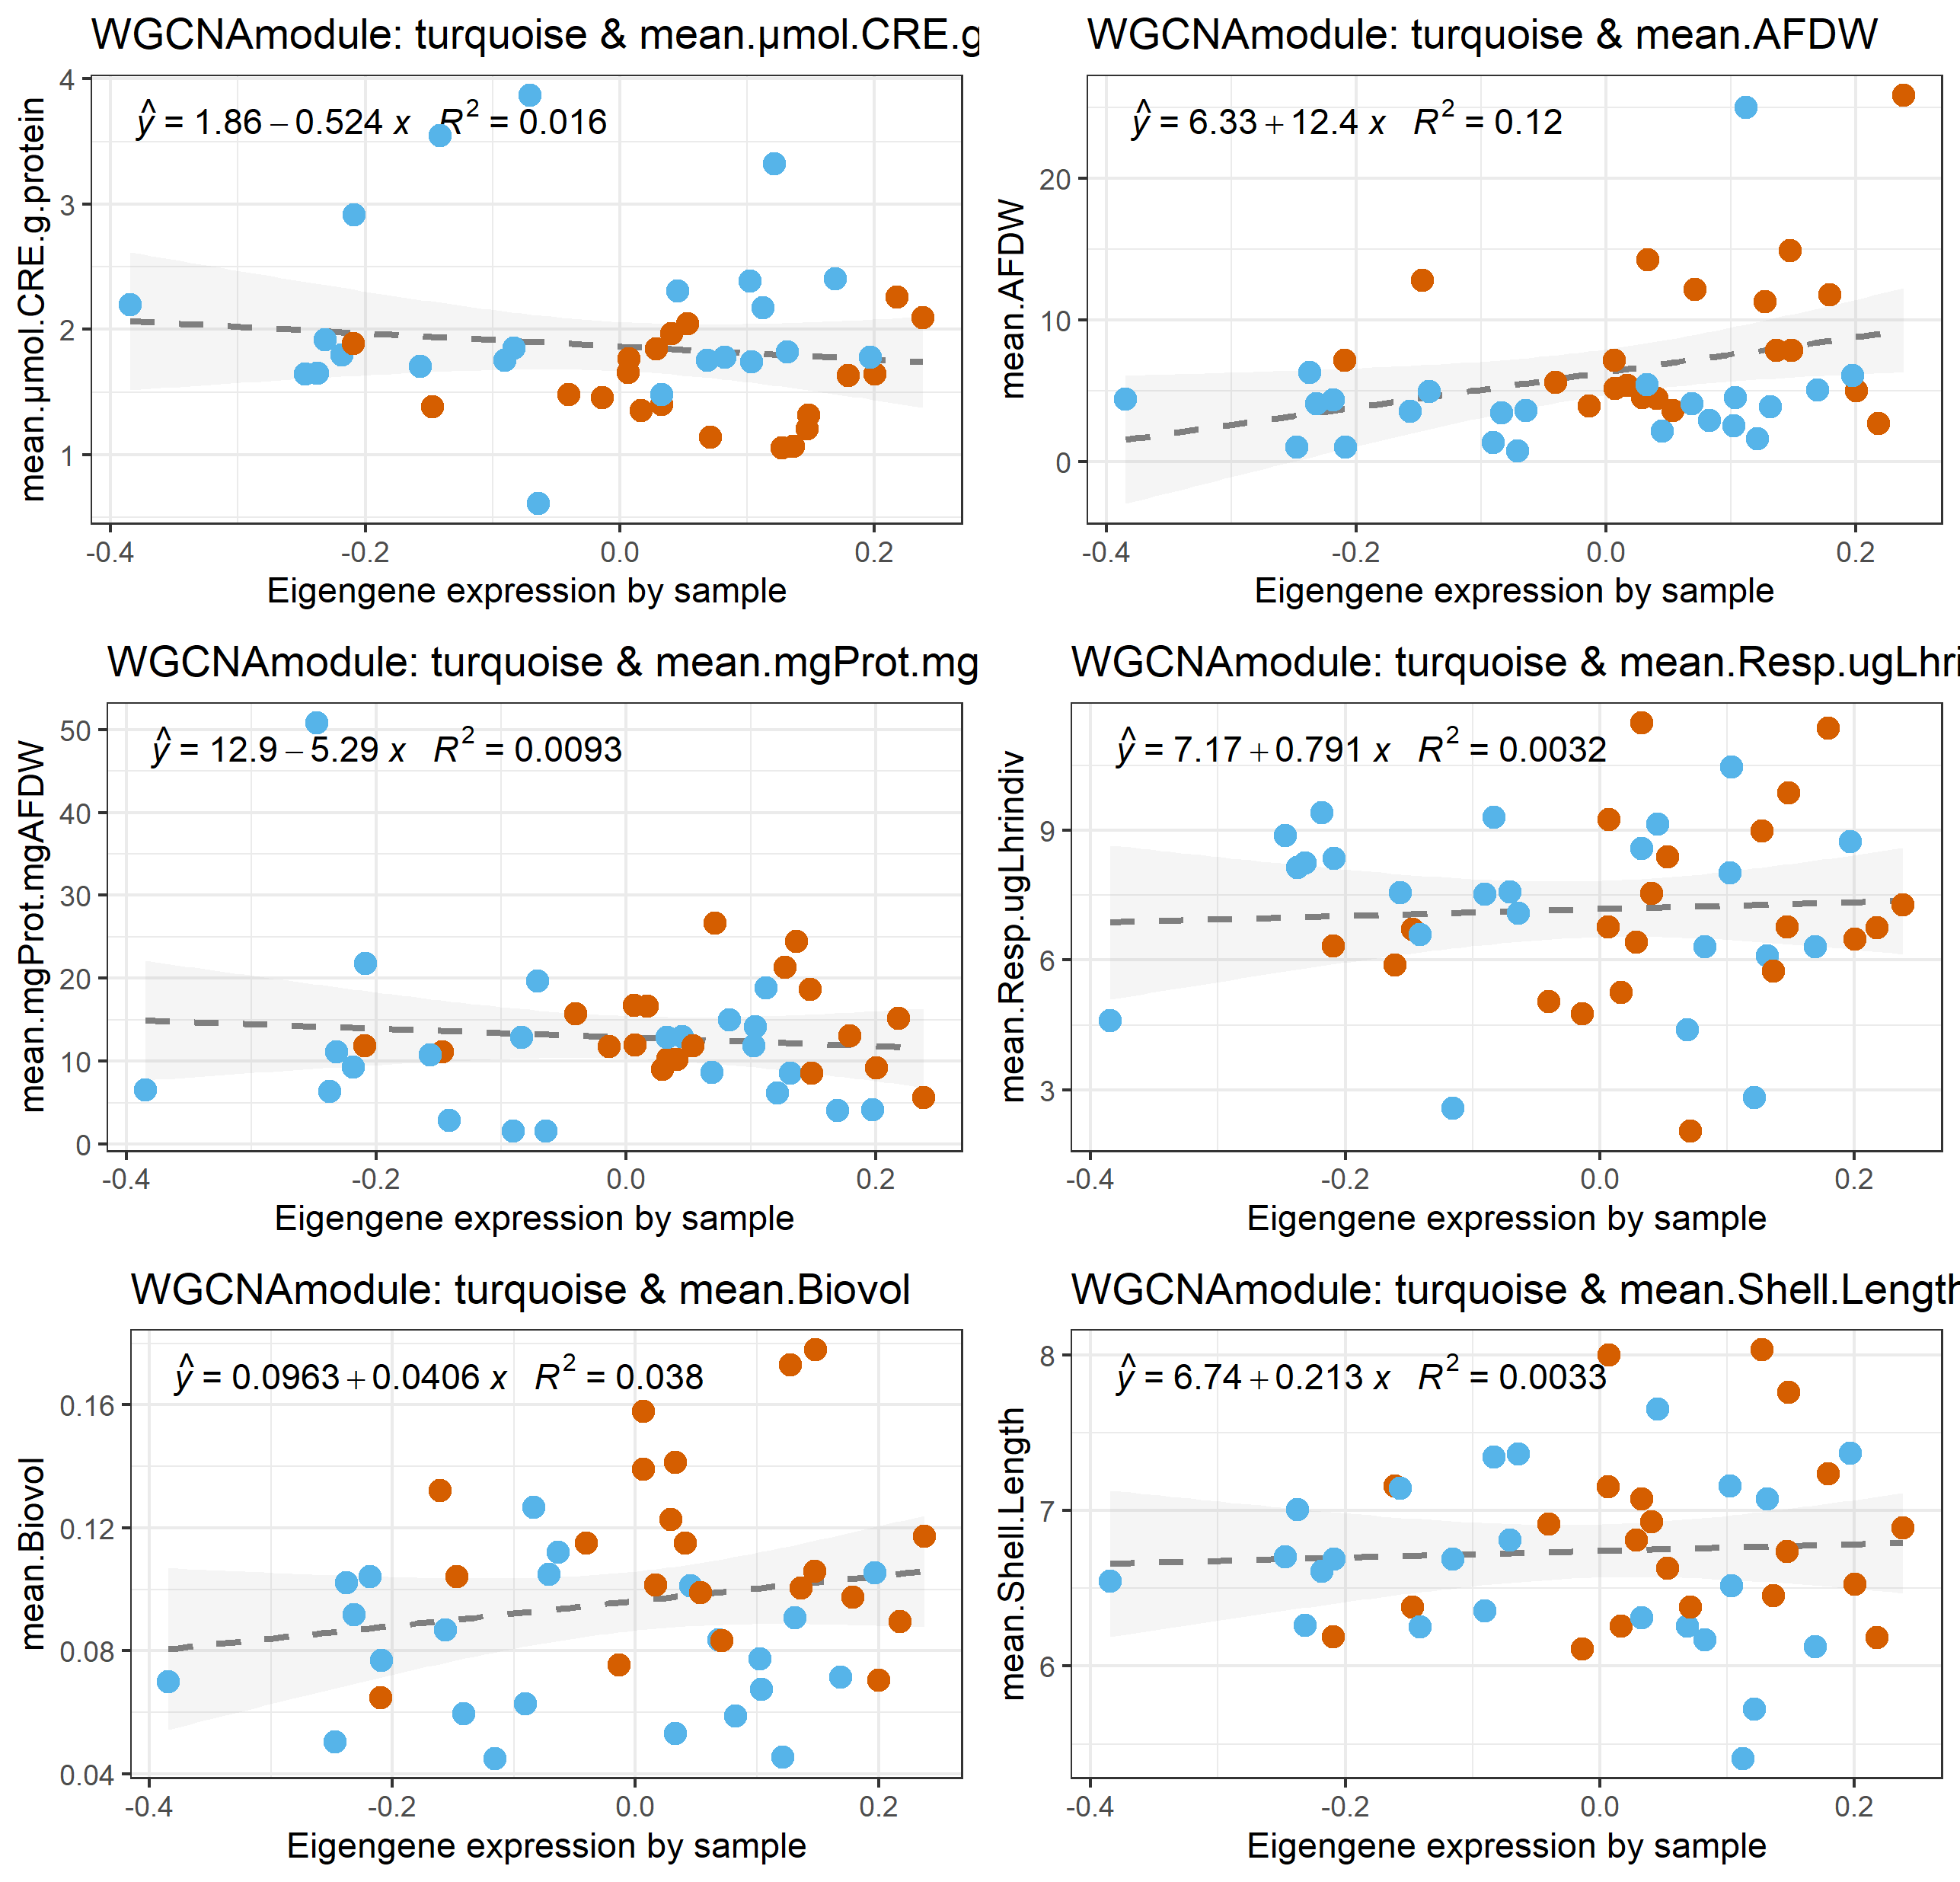 WGCNAmodule: turquoise & mean.µmol.CRE.g
ŷ = 1.86 − 0.524 x R² = 0.016
mean.µmol.CRE.g.protein
4
3
2
1
-0.4 -0.2 0.0 0.2
Eigengene expression by sample
WGCNAmodule: turquoise & mean.AFDW
ŷ = 6.33 + 12.4 x R² = 0.12
mean.AFDW
20
10
0
-0.4 -0.2 0.0 0.2
Eigengene expression by sample
WGCNAmodule: turquoise & mean.mgProt.mg
ŷ = 12.9 − 5.29 x R² = 0.0093
mean.mgProt.mgAFDW
50
40
30
20
10
0
-0.4 -0.2 0.0 0.2
Eigengene expression by sample
WGCNAmodule: turquoise & mean.Resp.ugLhri
ŷ = 7.17 + 0.791 x R² = 0.0032
mean.Resp.ugLhrindiv
9
6
3
-0.4 -0.2 0.0 0.2
Eigengene expression by sample
WGCNAmodule: turquoise & mean.Biovol
ŷ = 0.0963 + 0.0406 x R² = 0.038
mean.Biovol
0.16
0.12
0.08
0.04
-0.4 -0.2 0.0 0.2
Eigengene expression by sample
WGCNAmodule: turquoise & mean.Shell.Length
ŷ = 6.74 + 0.213 x R² = 0.0033
mean.Shell.Length
8
7
6
-0.4 -0.2 0.0 0.2
Eigengene expression by sample